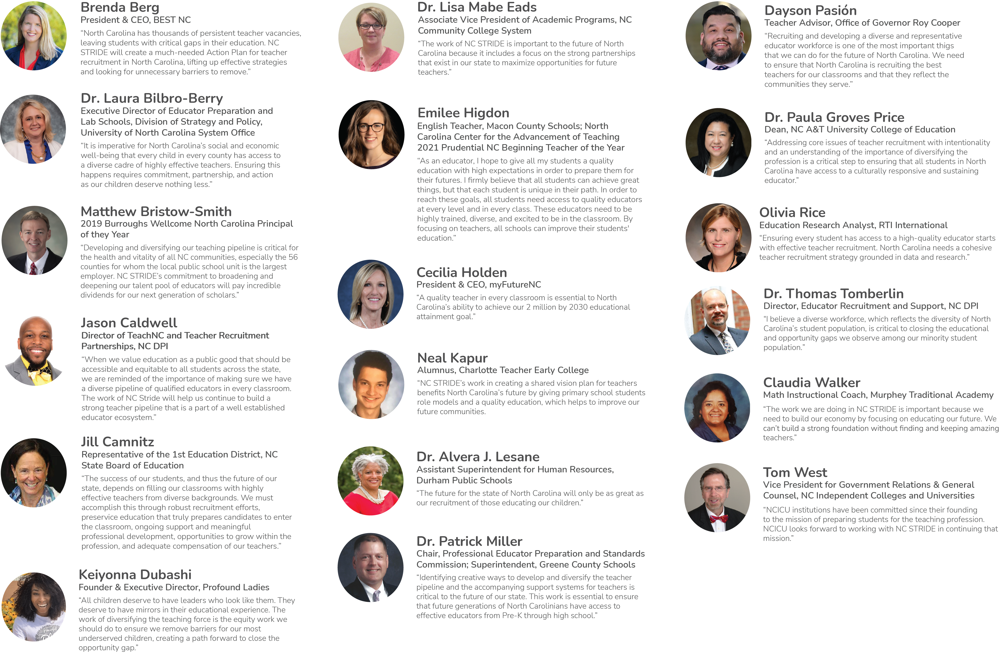 Brenda Berg
President & CEO, BEST NC
“North Carolina has thousands of persistent teacher vacancies,
leaving students with critical gaps in their education. NC
STRIDE will create a much-needed Action Plan for teacher
recruitment in North Carolina, lifting up effective strategies
and looking for unnecessary barriers to remove.”
Dr. Laura Bilbro-Berry
Executive Director of Educator Preparation and
Lab Schools, Division of Strategy and Policy,
University of North Carolina System Office
“It is imperative for North Carolina’s social and economic
well-being that every child in every county has access to
a diverse cadre of highly effective teachers. Ensuring this
happens requires commitment, partnership, and action
as our children deserve nothing less.”
Matthew Bristow-Smith
2019 Burroughs Wellcome North Carolina Principal
of they Year
“Developing and diversifying our teaching pipeline is critical for
the health and vitality of all NC communities, especially the 56
counties for whom the local public school unit is the largest
employer. NC STRIDE’s commitment to broadening and
deepening our talent pool of educators will pay incredible
dividends for our next generation of scholars.”
Jason Caldwell
Director of TeachNC and Teacher Recruitment
Partnerships, NC DPI
“When we value education as a public good that should be
accessible and equitable to all students across the state,
we are reminded of the importance of making sure we have
a diverse pipeline of qualified educators in every classroom.
The work of NC Stride will help us continue to build a
strong teacher pipeline that is a part of a well established
educator ecosystem.”
Jill Camnitz
Representative of the 1st Education District, NC
State Board of Education
“The success of our students, and thus the future of our
state, depends on filling our classrooms with highly
effective teachers from diverse backgrounds. We must
accomplish this through robust recruitment efforts,
preservice education that truly prepares candidates to enter
the classroom, ongoing support and meaningful
professional development, opportunities to grow within the
profession, and adequate compensation of our teachers.”
Keiyonna Dubashi
Founder & Executive Director, Profound Ladies
“All children deserve to have leaders who look like them. They
deserve to have mirrors in their educational experience. The
work of diversifying the teaching force is the equity work we
should do to ensure we remove barriers for our most
underserved children, creating a path forward to close the
opportunity gap.”
Dr. Lisa Mabe Eads
Associate Vice President of Academic Programs, NC
Community College System
“The work of NC STRIDE is important to the future of North
Carolina because it includes a focus on the strong partnerships
that exist in our state to maximize opportunities for future
teachers.”
Emilee Higdon
English Teacher, Macon County Schools; North
Carolina Center for the Advancement of Teaching
2021 Prudential NC Beginning Teacher of the Year
“As an educator, I hope to give all my students a quality
education with high expectations in order to prepare them for
their futures. I firmly believe that all students can achieve great
things, but that each student is unique in their path. In order to
reach these goals, all students need access to quality educators
at every level and in every class. These educators need to be
highly trained, diverse, and excited to be in the classroom. By
focusing on teachers, all schools can improve their students'
education.”
Cecilia Holden
President & CEO, myFutureNC
“A quality teacher in every classroom is essential to North
Carolina’s ability to achieve our 2 million by 2030 educational
attainment goal.”
Neal Kapur
Alumnus, Charlotte Teacher Early College
“NC STRIDE’s work in creating a shared vision plan for teachers
benefits North Carolina’s future by giving primary school students
role models and a quality education, which helps to improve our
future communities.
Dr. Alvera J. Lesane
Assistant Superintendent for Human Resources,
Durham Public Schools
“The future for the state of North Carolina will only be as great as
our recruitment of those educating our children.”
Dr. Patrick Miller
Chair, Professional Educator Preparation and Standards
Commission; Superintendent, Greene County Schools
“Identifying creative ways to develop and diversify the teacher
pipeline and the accompanying support systems for teachers is
critical to the future of our state. This work is essential to ensure
that future generations of North Carolinians have access to
effective educators from Pre-K through high school.”
Dayson Pasión
Teacher Advisor, Office of Governor Roy Cooper
“Recruiting and developing a diverse and representative
educator workforce is one of the most important thigs
that we can do for the future of North Carolina. We need
to ensure that North Carolina is recruiting the best
teachers for our classrooms and that they reflect the
communities they serve."
Dr. Paula Groves Price
Dean, NC A&T University College of Education
“Addressing core issues of teacher recruitment with intentionality
and an understanding of the importance of diversifying the
profession is a critical step to ensuring that all students in North
Carolina have access to a culturally responsive and sustaining
educator.”
Olivia Rice
Education Research Analyst, RTI International
“Ensuring every student has access to a high-quality educator starts
with effective teacher recruitment. North Carolina needs a cohesive
teacher recruitment strategy grounded in data and research.”
Dr. Thomas Tomberlin
Director, Educator Recruitment and Support, NC DPI
“I believe a diverse workforce, which reflects the diversity of North
Carolina’s student population, is critical to closing the educational
and opportunity gaps we observe among our minority student
population.”
Claudia Walker
Math Instructional Coach, Murphey Traditional Academy
“The work we are doing in NC STRIDE is important because we
need to build our economy by focusing on educating our future. We
can’t build a strong foundation without finding and keeping amazing
teachers.”
Tom West
Vice President for Government Relations & General
Counsel, NC Independent Colleges and Universities
“NCICU institutions have been committed since their founding
to the mission of preparing students for the teaching profession.
NCICU looks forward to working with NC STRIDE in continuing that
mission.”